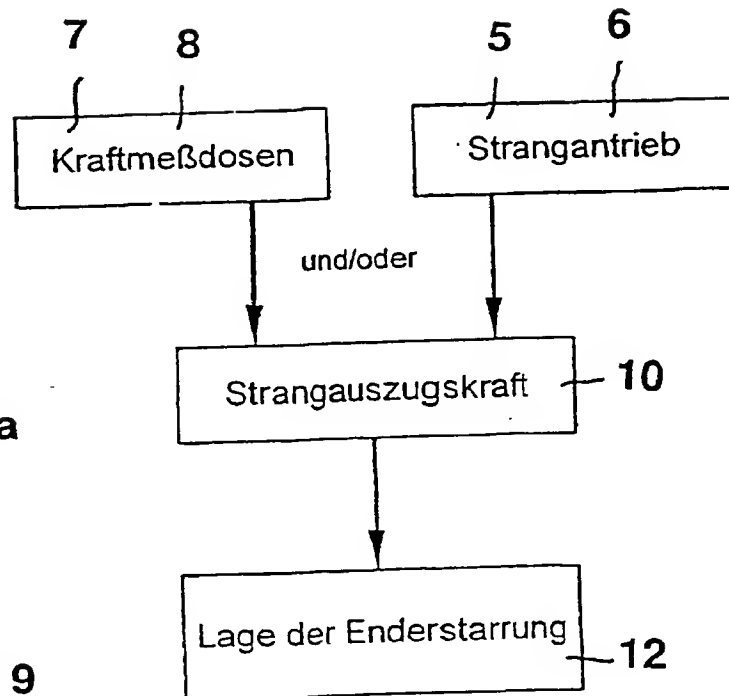 7 8 5 6
Kraftmeßdosen Strangantrieb
und/oder
Strangauszugskraft 10
a
Lage der Enderstarrung
12
9